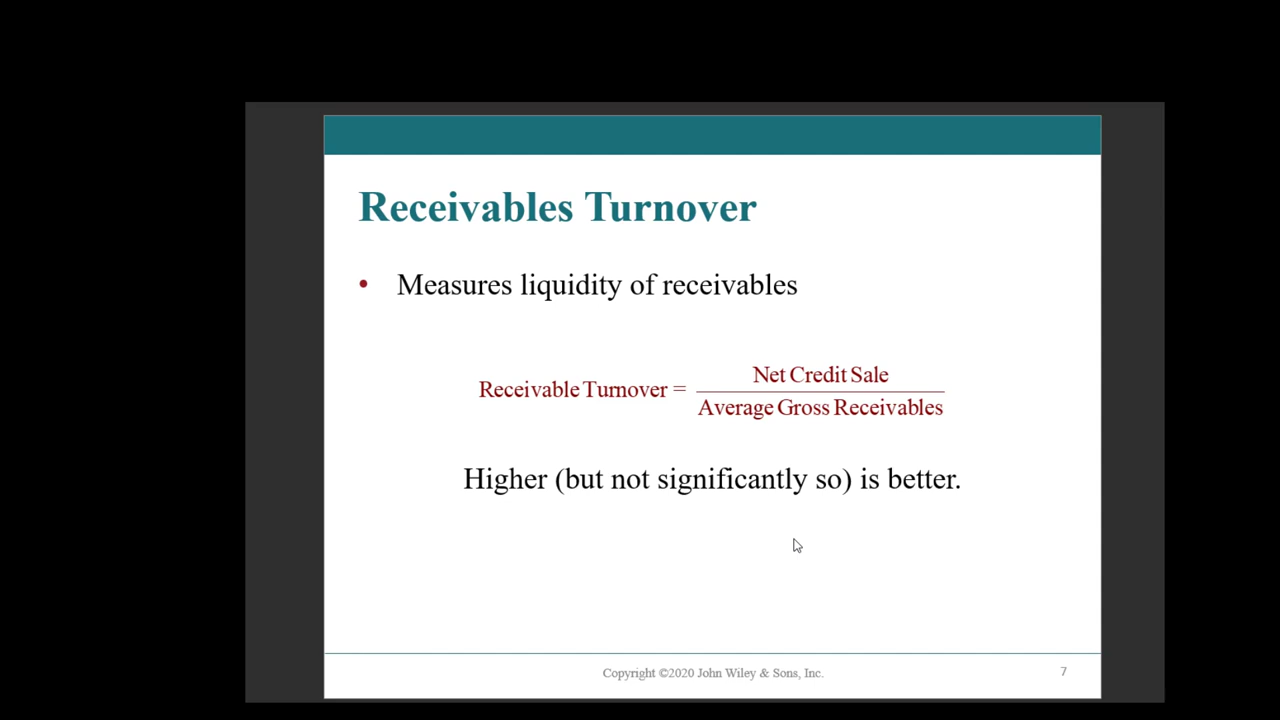 Receivables Turnover
• Measures liquidity of receivables
Receivable Turnover = Net Credit Sale
Average Gross Receivables
Higher (but not significantly so) is better.
Copyright ©2020 John Wiley & Sons, Inc.
7